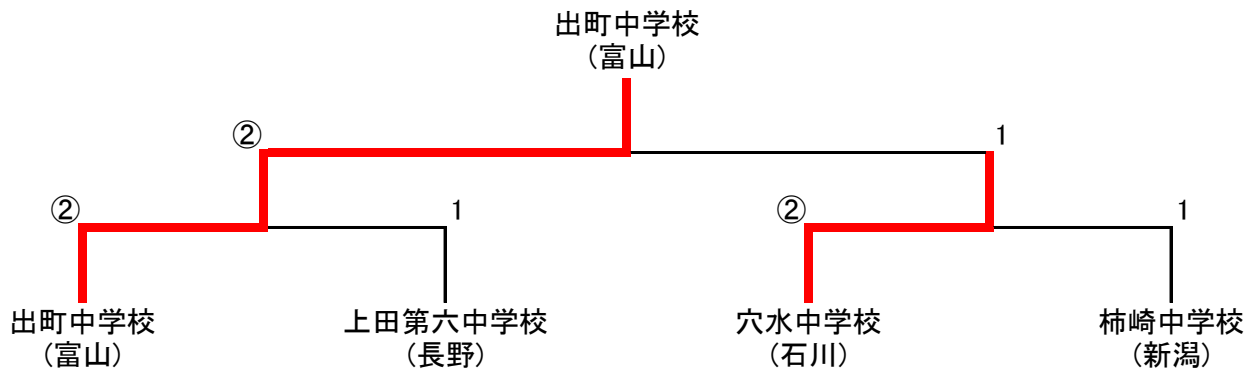 出町中学校
(富山)
②
1
②
1
②
1
出町中学校
(富山)
上田第六中学校
(長野)
穴水中学校
(石川)
柿崎中学校
(新潟)